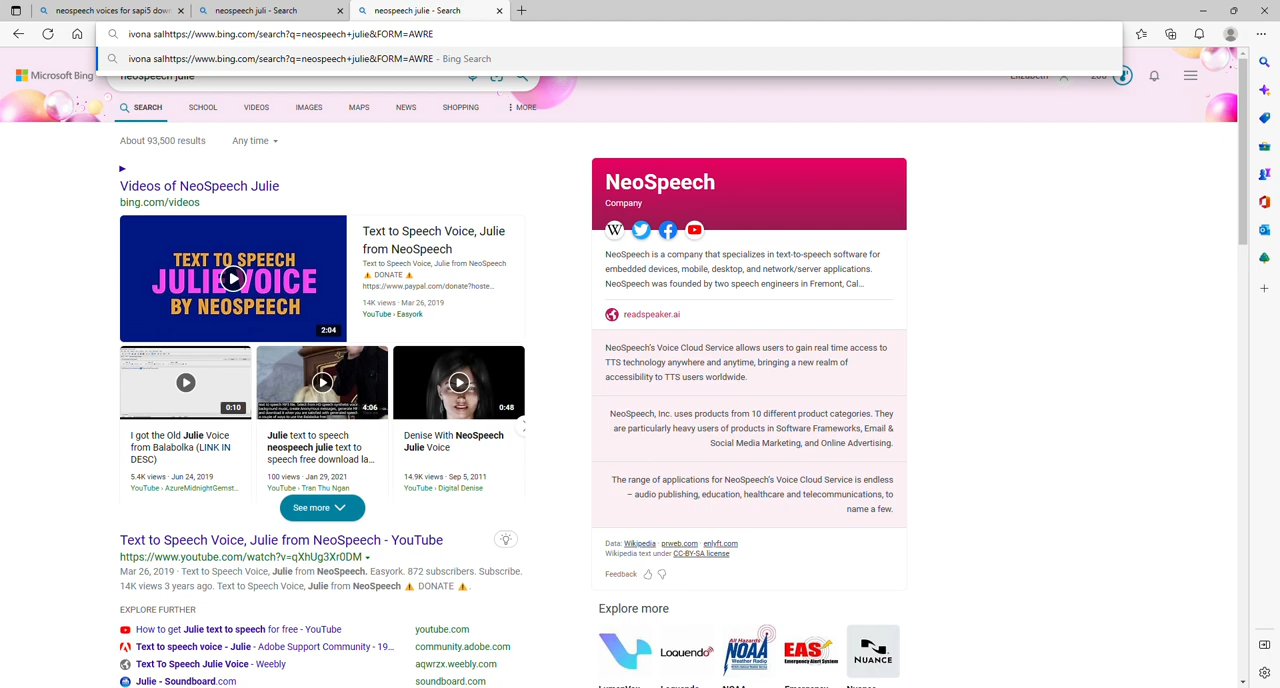 neospeech voices for sapi5 down
neospeech juli - Search
neospeech julie - Search
ivona salhttps://www.bing.com/search?q=neospeech+julie&FORM=AWRE
ivona salhttps://www.bing.com/search?q=neospeech+julie&FORM=AWRE - Bing Search
Microsoft Bing
neospeech julie
Elizabeth
SEARCH
SCHOOL
VIDEOS
IMAGES
MAPS
NEWS
SHOPPING
MORE
About 93,500 results
Any time
Videos of NeoSpeech Julie
bing.com/videos
TEXT TO SPEECH
JULIE VOICE
BY NEOSPEECH
2:04
Text to Speech Voice, Julie
from NeoSpeech
Text to Speech Voice, Julie from NeoSpeech
⚠️ DONATE ⚠️
https://www.paypal.com/donate?hoste...
14K views · Mar 26, 2019
YouTube › Easyork
0:10
4:06
0:48
I got the Old Julie Voice
from Balabolka (LINK IN
DESC)
5.4K views · Jun 24, 2019
YouTube › AzureMidnightGemst...
Julie text to speech
neospeech julie text to
speech free download la...
100 views · Jan 29, 2021
YouTube › Tran Thu Ngan
Denise With NeoSpeech
Julie Voice
14.9K views · Sep 5, 2011
YouTube › Digital Denise
See more
Text to Speech Voice, Julie from NeoSpeech - YouTube
https://www.youtube.com/watch?v=qXhUg3Xr0DM
Mar 26, 2019 · Text to Speech Voice, Julie from NeoSpeech. Easyork. 872 subscribers. Subscribe.
14K views 3 years ago. Text to Speech Voice, Julie from NeoSpeech ⚠️ DONATE ⚠️.
EXPLORE FURTHER
How to get Julie text to speech for free - YouTube
youtube.com
Text to speech voice - Julie - Adobe Support Community - 19...
community.adobe.com
Text To Speech Julie Voice - Weebly
aqwrzx.weebly.com
Julie - Soundboard.com
soundboard.com
NeoSpeech
Company
W
NeoSpeech is a company that specializes in text-to-speech software for
embedded devices, mobile, desktop, and network/server applications.
NeoSpeech was founded by two speech engineers in Fremont, Cal...
readspeaker.ai
NeoSpeech's Voice Cloud Service allows users to gain real time access to
TTS technology anywhere and anytime, bringing a new realm of
accessibility to TTS users worldwide.
NeoSpeech, Inc. uses products from 10 different product categories. They
are particularly heavy users of products in Software Frameworks, Email &
Social Media Marketing, and Online Advertising.
The range of applications for NeoSpeech's Voice Cloud Service is endless
– audio publishing, education, healthcare and telecommunications, to
name a few.
Data: Wikipedia · prweb.com · enlyft.com
Wikipedia text under CC-BY-SA license
Feedback
Explore more
Loquendo
All Hazards
NOAA
Weather Radio
EAS
Emergency Alert System
NUANCE